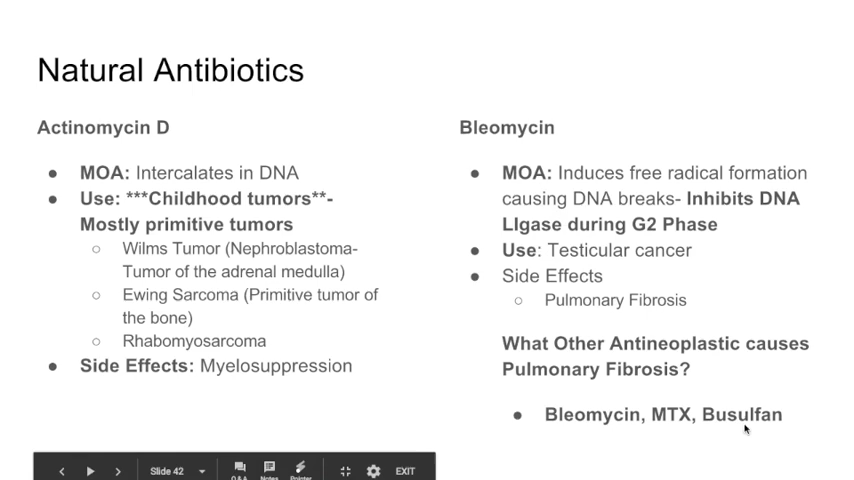 Natural Antibiotics
Actinomycin D
● MOA: Intercalates in DNA
● Use: ***Childhood tumors**-
Mostly primitive tumors
○ Wilms Tumor (Nephroblastoma-
Tumor of the adrenal medulla)
○ Ewing Sarcoma (Primitive tumor of
the bone)
○ Rhabomyosarcoma
● Side Effects: Myelosuppression
Bleomycin
● MOA: Induces free radical formation
causing DNA breaks- Inhibits DNA
LIgase during G2 Phase
● Use: Testicular cancer
● Side Effects
○ Pulmonary Fibrosis
What Other Antineoplastic causes
Pulmonary Fibrosis?
● Bleomycin, MTX, Busulfan
Slide 42
Q&A
Notes
Pointer
EXIT